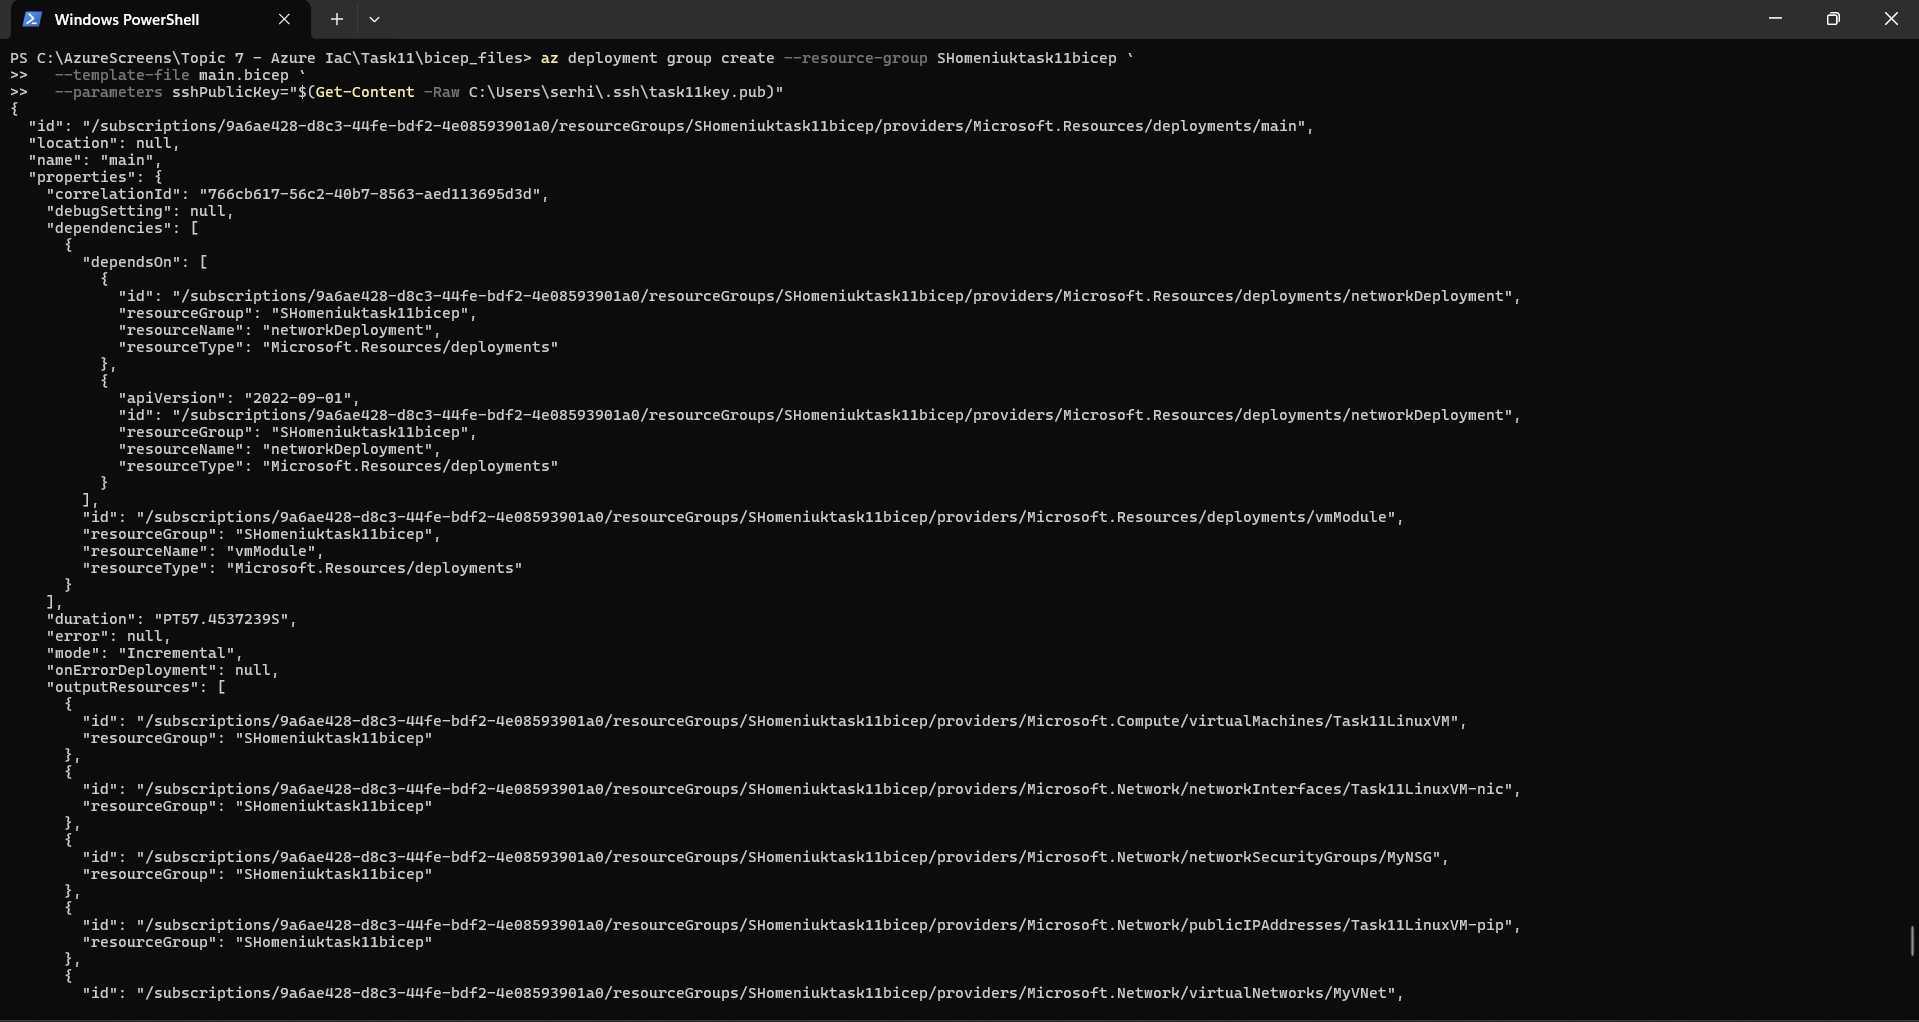 Windows PowerShell
PS C:\AzureScreens\Topic 7 - Azure IaC\Task11\bicep_files> az deployment group create --resource-group SHomeniuktask11bicep `
>>   --template-file main.bicep `
>>   --parameters sshPublicKey="$(Get-Content -Raw C:\Users\serhi\.ssh\task11key.pub)"
{
  "id": "/subscriptions/9a6ae428-d8c3-44fe-bdf2-4e08593901a0/resourceGroups/SHomeniuktask11bicep/providers/Microsoft.Resources/deployments/main",
  "location": null,
  "name": "main",
  "properties": {
    "correlationId": "766cb617-56c2-40b7-8563-aed113695d3d",
    "debugSetting": null,
    "dependencies": [
      {
        "dependsOn": [
          {
            "id": "/subscriptions/9a6ae428-d8c3-44fe-bdf2-4e08593901a0/resourceGroups/SHomeniuktask11bicep/providers/Microsoft.Resources/deployments/networkDeployment",
            "resourceGroup": "SHomeniuktask11bicep",
            "resourceName": "networkDeployment",
            "resourceType": "Microsoft.Resources/deployments"
          },
          {
            "apiVersion": "2022-09-01",
            "id": "/subscriptions/9a6ae428-d8c3-44fe-bdf2-4e08593901a0/resourceGroups/SHomeniuktask11bicep/providers/Microsoft.Resources/deployments/networkDeployment",
            "resourceGroup": "SHomeniuktask11bicep",
            "resourceName": "networkDeployment",
            "resourceType": "Microsoft.Resources/deployments"
          }
        ],
        "id": "/subscriptions/9a6ae428-d8c3-44fe-bdf2-4e08593901a0/resourceGroups/SHomeniuktask11bicep/providers/Microsoft.Resources/deployments/vmModule",
        "resourceGroup": "SHomeniuktask11bicep",
        "resourceName": "vmModule",
        "resourceType": "Microsoft.Resources/deployments"
      }
    ],
    "duration": "PT57.4537239S",
    "error": null,
    "mode": "Incremental",
    "onErrorDeployment": null,
    "outputResources": [
      {
        "id": "/subscriptions/9a6ae428-d8c3-44fe-bdf2-4e08593901a0/resourceGroups/SHomeniuktask11bicep/providers/Microsoft.Compute/virtualMachines/Task11LinuxVM",
        "resourceGroup": "SHomeniuktask11bicep"
      },
      {
        "id": "/subscriptions/9a6ae428-d8c3-44fe-bdf2-4e08593901a0/resourceGroups/SHomeniuktask11bicep/providers/Microsoft.Network/networkInterfaces/Task11LinuxVM-nic",
        "resourceGroup": "SHomeniuktask11bicep"
      },
      {
        "id": "/subscriptions/9a6ae428-d8c3-44fe-bdf2-4e08593901a0/resourceGroups/SHomeniuktask11bicep/providers/Microsoft.Network/networkSecurityGroups/MyNSG",
        "resourceGroup": "SHomeniuktask11bicep"
      },
      {
        "id": "/subscriptions/9a6ae428-d8c3-44fe-bdf2-4e08593901a0/resourceGroups/SHomeniuktask11bicep/providers/Microsoft.Network/publicIPAddresses/Task11LinuxVM-pip",
        "resourceGroup": "SHomeniuktask11bicep"
      },
      {
        "id": "/subscriptions/9a6ae428-d8c3-44fe-bdf2-4e08593901a0/resourceGroups/SHomeniuktask11bicep/providers/Microsoft.Network/virtualNetworks/MyVNet",